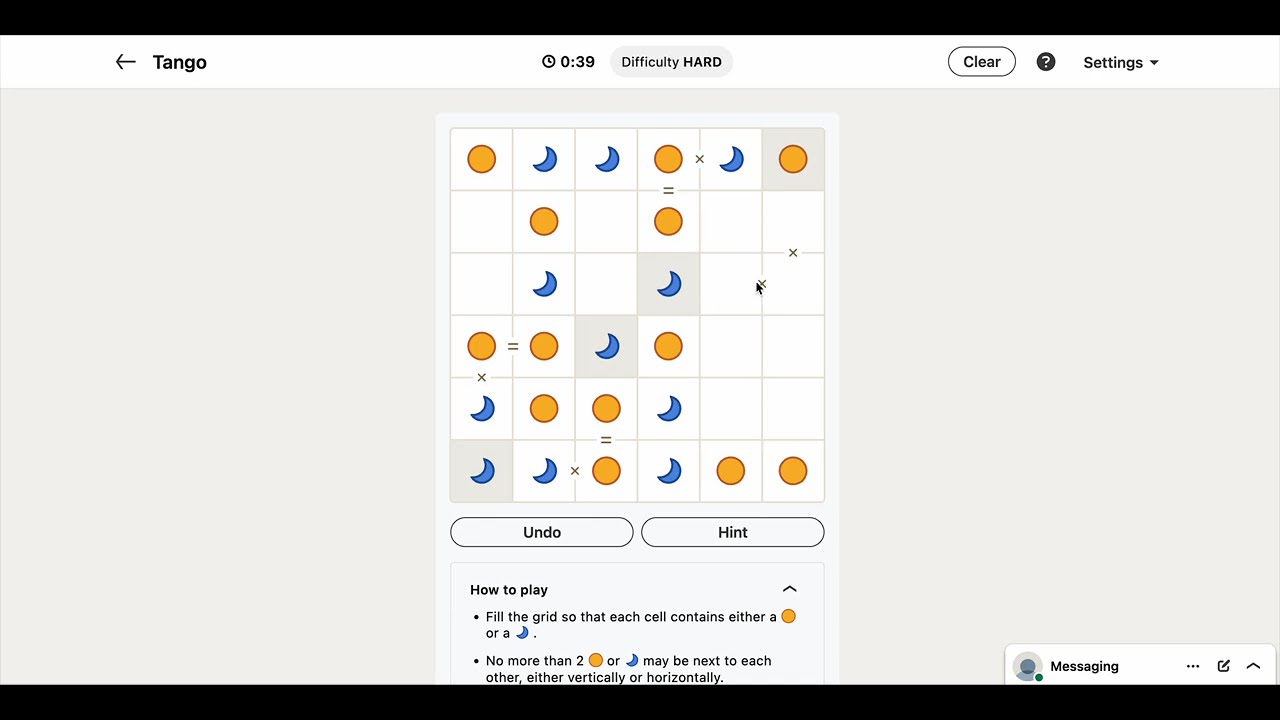 Tango
0:39
Difficulty HARD
Clear
?
Settings
×
=
×
×
=
×
=
×
Undo
Hint
How to play
• Fill the grid so that each cell contains either a
or a .
• No more than 2 or may be next to each
other, either vertically or horizontally.
Messaging